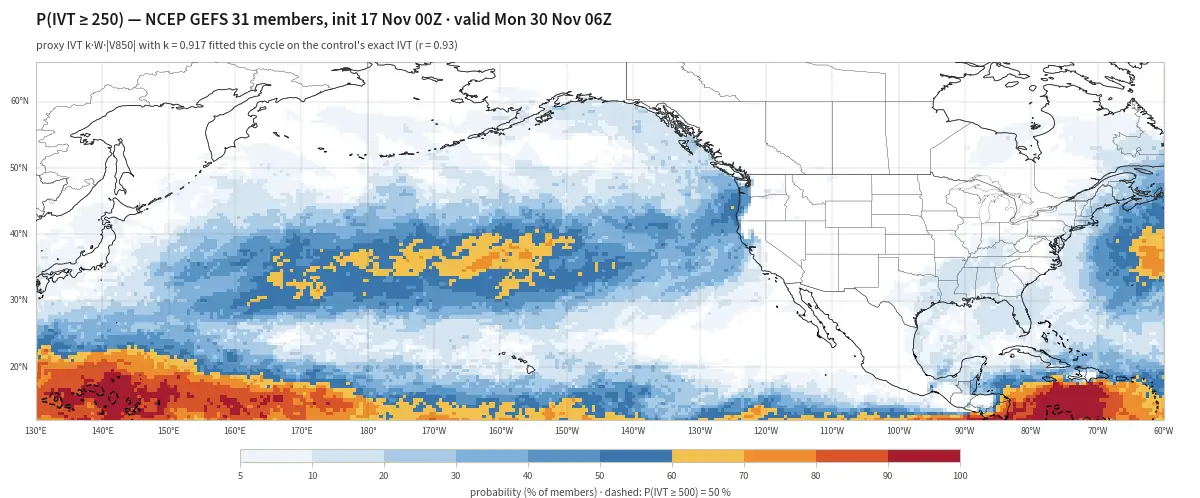 P(IVT ≥ 250) — NCEP GEFS 31 members, init 17 Nov 00Z · valid Mon 30 Nov 06Z
proxy IVT k·W·|V850| with k = 0.917 fitted this cycle on the control's exact IVT (r = 0.93)
60°N
50°N
40°N
30°N
20°N
130°E 140°E 150°E 160°E 170°E 180° 170°W 160°W 150°W 140°W 130°W 120°W 110°W 100°W 90°W 80°W 70°W 60°W
5 10 20 30 40 50 60 70 80 90 100
probability (% of members) · dashed: P(IVT ≥ 500) = 50 %